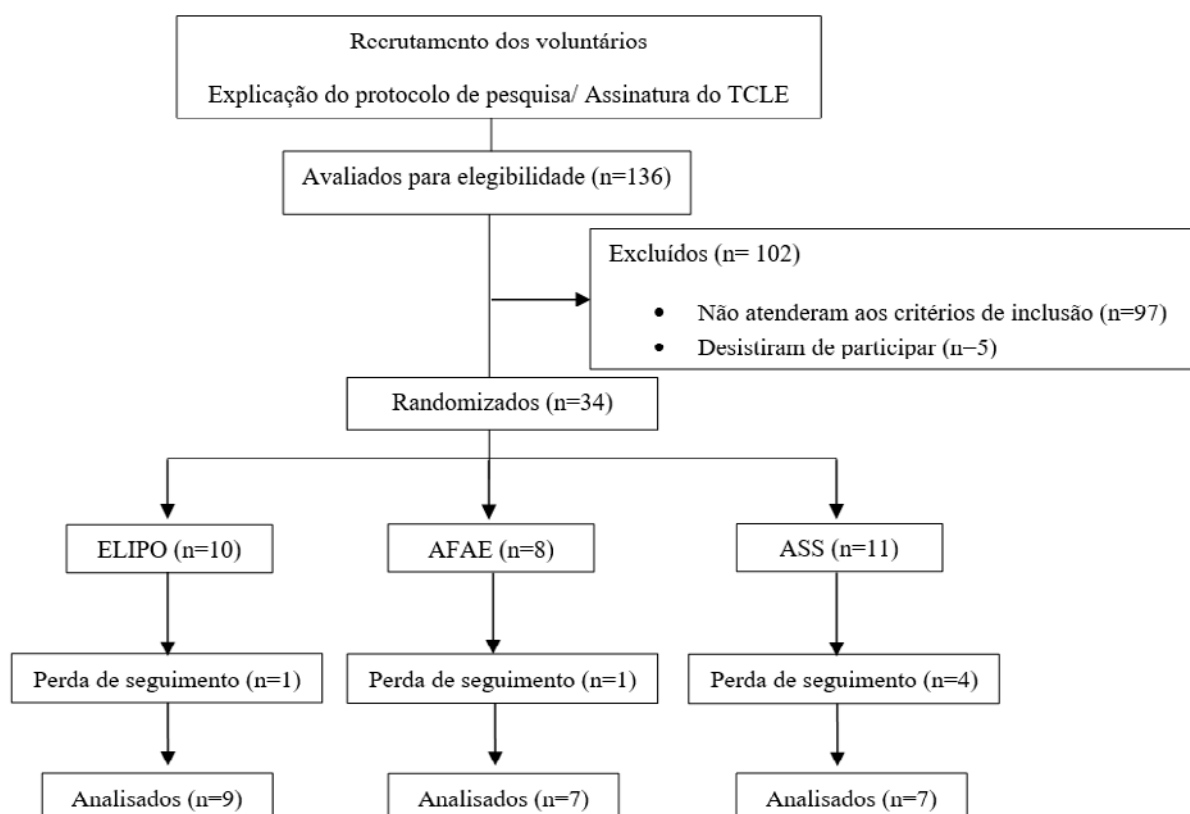 Recrutamento dos voluntários
Explicação do protocolo de pesquisa/ Assinatura do TCLE
Avaliados para elegibilidade (n=136)
Excluídos (n= 102)
• Não atenderam aos critérios de inclusão (n=97)
• Desistiram de participar (n=5)
Randomizados (n=34)
ELIPO (n=10)
AFAE (n=8)
ASS (n=11)
Perda de seguimento (n=1)
Perda de seguimento (n=1)
Perda de seguimento (n=4)
Analisados (n=9)
Analisados (n=7)
Analisados (n=7)